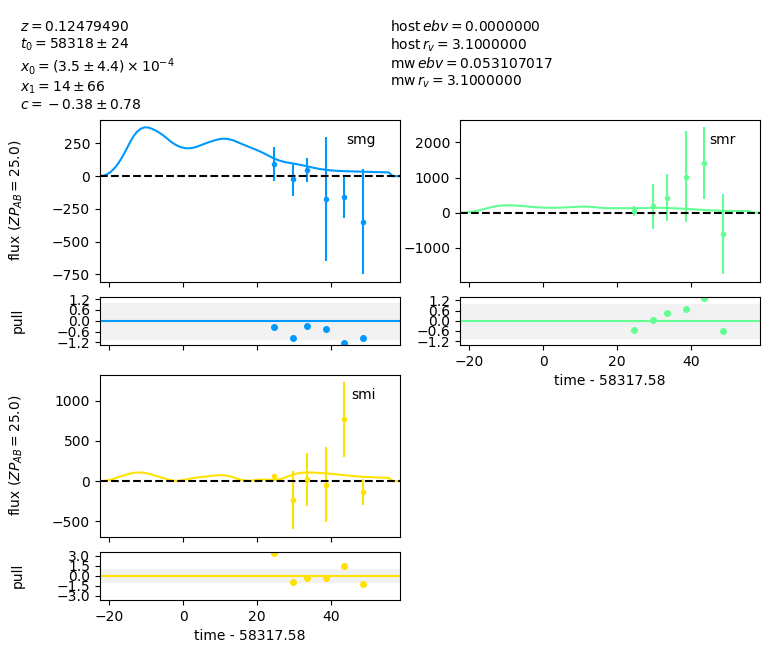 z = 0.12479490
t₀ = 58318 ± 24
x₀ = (3.5 ± 4.4) × 10⁻⁴
x₁ = 14 ± 66
c = −0.38 ± 0.78
host ebv = 0.0000000
host r_v = 3.1000000
mw ebv = 0.053107017
mw r_v = 3.1000000
smg
flux (ZP_AB = 25.0)
250
0
−250
−500
−750
smr
2000
1000
0
−1000
pull
1.2
0.6
0.0
−0.6
−1.2
1.2
0.6
0.0
−0.6
−1.2
−20 0 20 40
time - 58317.58
smi
flux (ZP_AB = 25.0)
1000
500
0
−500
pull
3.0
1.5
0.0
−1.5
−3.0
−20 0 20 40
time - 58317.58